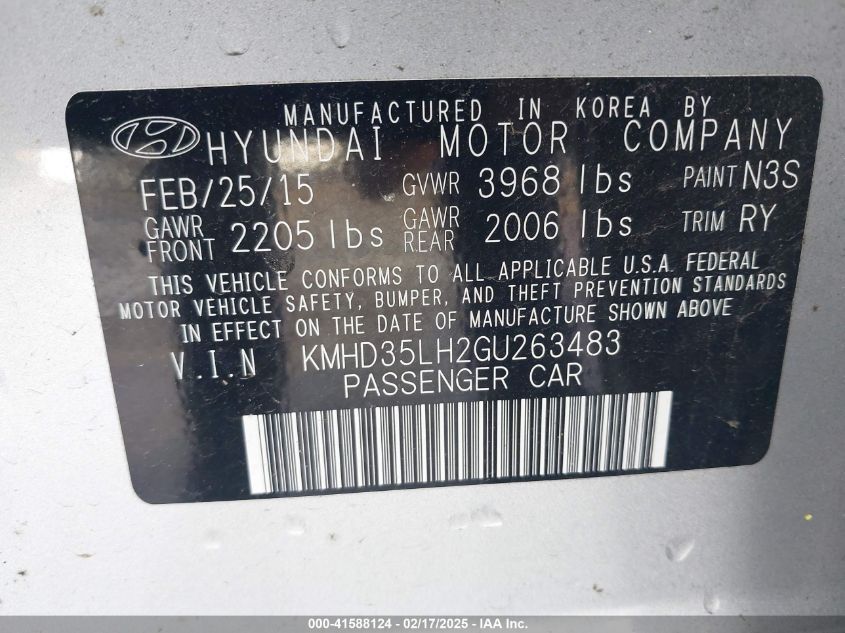 MANUFACTURED IN KOREA BY
HYUNDAI MOTOR COMPANY
FEB/25/15 GVWR 3968 lbs PAINT N3S
GAWR FRONT 2205 lbs GAWR REAR 2006 lbs TRIM RY
THIS VEHICLE CONFORMS TO ALL APPLICABLE U.S.A. FEDERAL
MOTOR VEHICLE SAFETY, BUMPER, AND THEFT PREVENTION STANDARDS
IN EFFECT ON THE DATE OF MANUFACTURE SHOWN ABOVE
V.I.N KMHD35LH2GU263483
PASSENGER CAR
000-41588124 - 02/17/2025 - IAAI Inc.